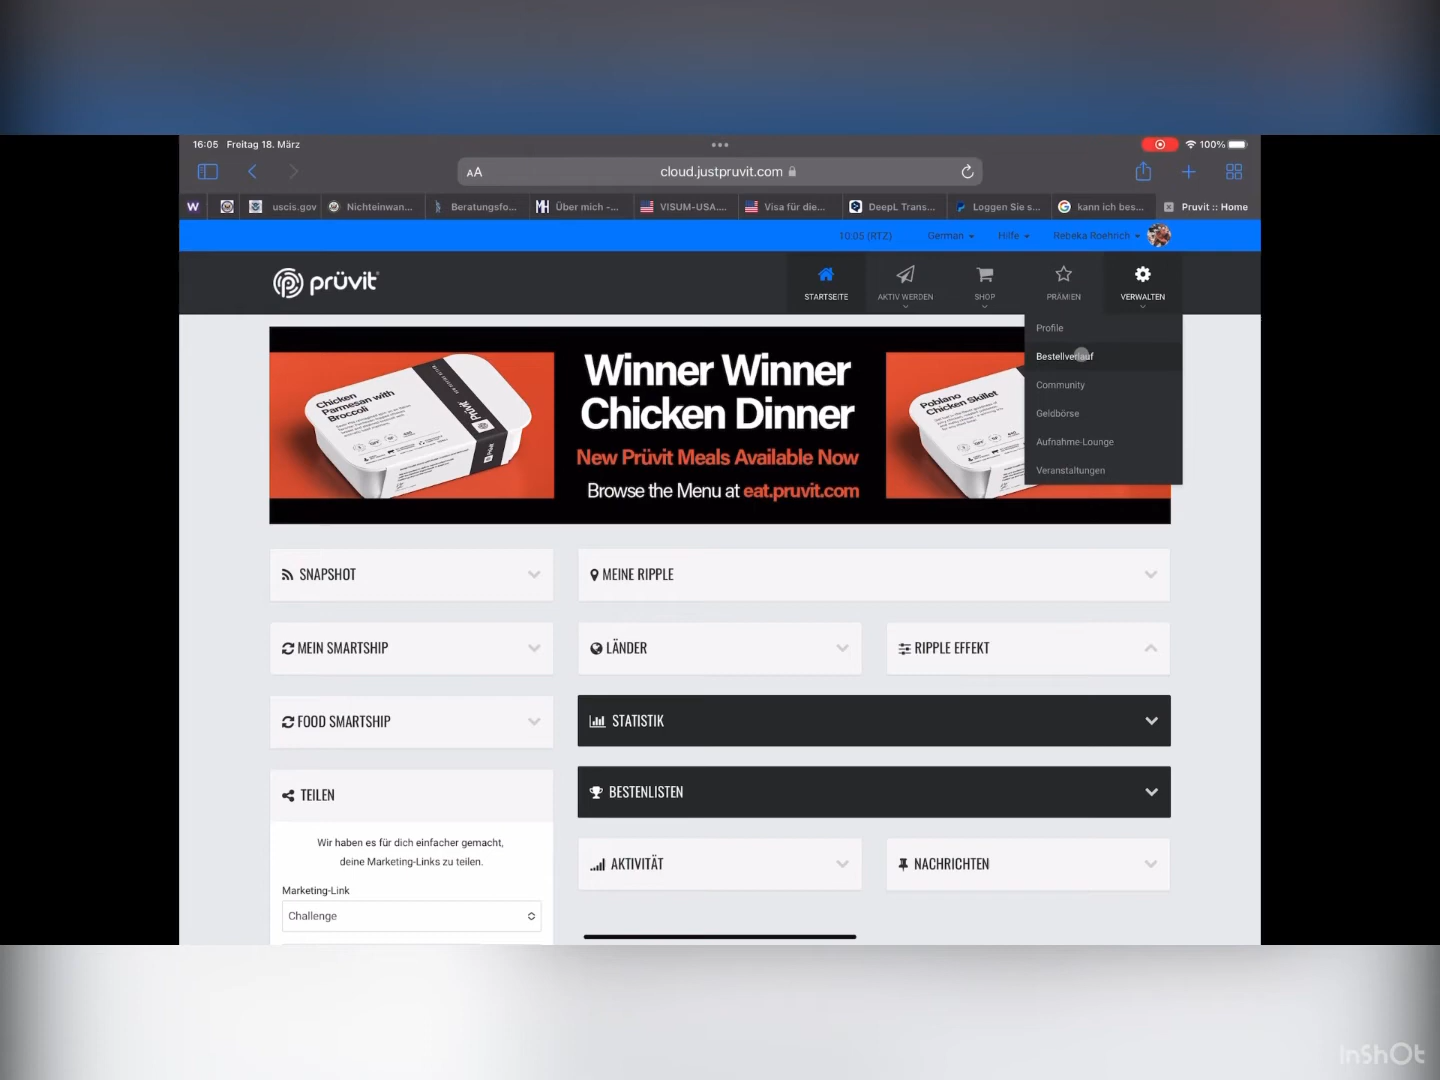 16:05 Freitag 18. März
100%
AA
cloud.justpruvit.com
W
uscis.gov
Nichteinwan...
Beratungsfo...
MH Über mich -...
VISUM-USA....
Visa für die...
DeepL Trans...
Loggen Sie s...
kann ich bes...
Pruvit :: Home
10:05 (RTZ)
German
Hilfe
Rebeka Roehrich
prüvit
STARTSEITE
AKTIV WERDEN
SHOP
PRÄMIEN
VERWALTEN
Profile
Bestellverlauf
Community
Geldbörse
Aufnahme-Lounge
Veranstaltungen
Chicken
Parmesan with
Broccoli
prüvit
Winner Winner
Chicken Dinner
New Prüvit Meals Available Now
Browse the Menu at eat.pruvit.com
Poblano
Chicken Skillet
SNAPSHOT
MEINE RIPPLE
MEIN SMARTSHIP
LÄNDER
RIPPLE EFFEKT
FOOD SMARTSHIP
STATISTIK
TEILEN
BESTENLISTEN
Wir haben es für dich einfacher gemacht,
deine Marketing-Links zu teilen.
AKTIVITÄT
NACHRICHTEN
Marketing-Link
Challenge
InShOt